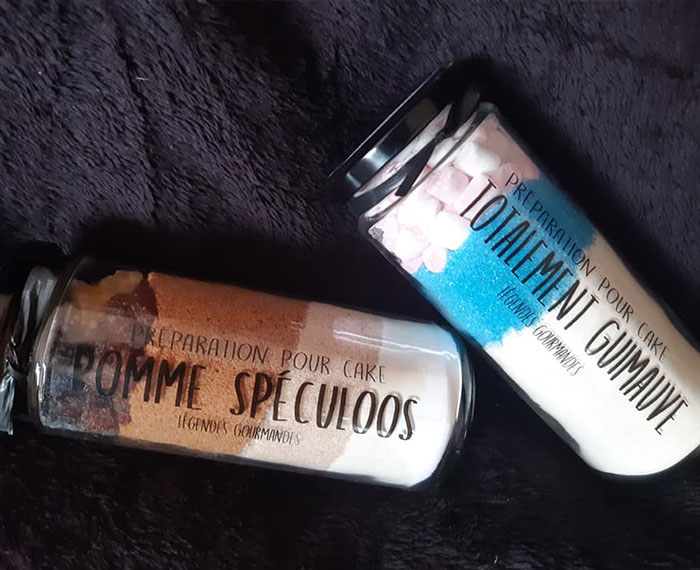 PRÉPARATION POUR CAKE
POMME SPÉCULOOS
LÉGENDES GOURMANDES
PRÉPARATION POUR CAKE
TOTALEMENT GUIMAUVE
LÉGENDES GOURMANDES